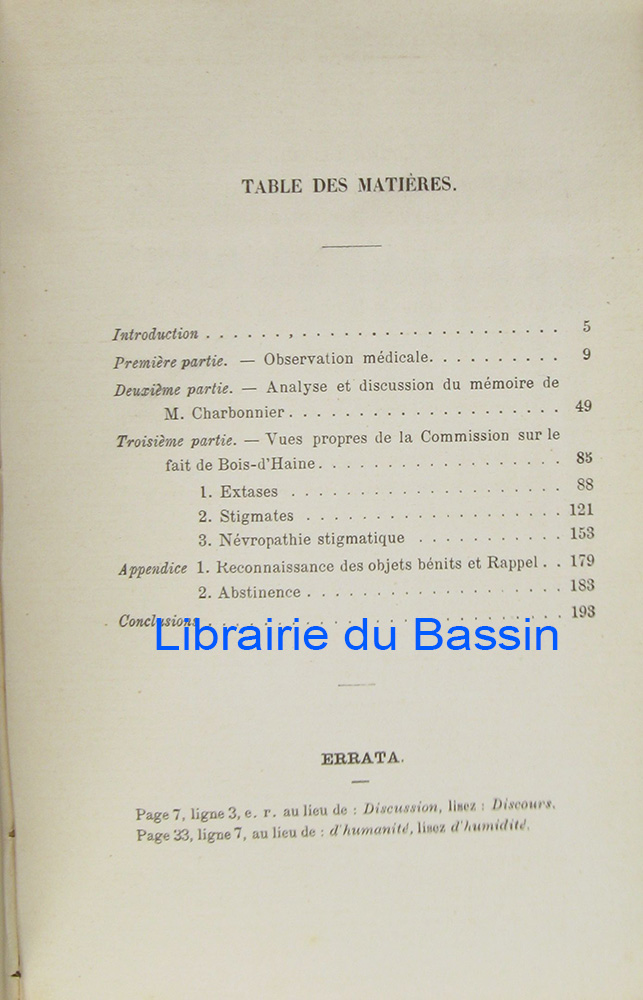 TABLE DES MATIÈRES.
Introduction . . . . . . , . . . . . . . . . . . . . . . . . . . 5
Première partie. — Observation médicale. . . . . . . . . . 9
Deuxième partie. — Analyse et discussion du mémoire de
M. Charbonnier . . . . . . . . . . . . . . . . . . . . 49
Troisième partie. — Vues propres de la Commission sur le
fait de Bois-d'Haine . . . . . . . . . . . . . . . . . . 85
1. Extases . . . . . . . . . . . . . . . . . . . . 88
2. Stigmates . . . . . . . . . . . . . . . . . . . 121
3. Névropathie stigmatique . . . . . . . . . . . 153
Appendice 1. Reconnaissance des objets bénits et Rappel . . 179
2. Abstinence . . . . . . . . . . . . . . . . . . . 183
Conclusions . . . . . . . . . . . . . . . . . . . . . . . . . . 193
Librairie du Bassin
ERRATA.
Page 7, ligne 3, e. r. au lieu de : Discussion, lisez : Discours.
Page 33, ligne 7, au lieu de : d'humanité, lisez d'humidité.